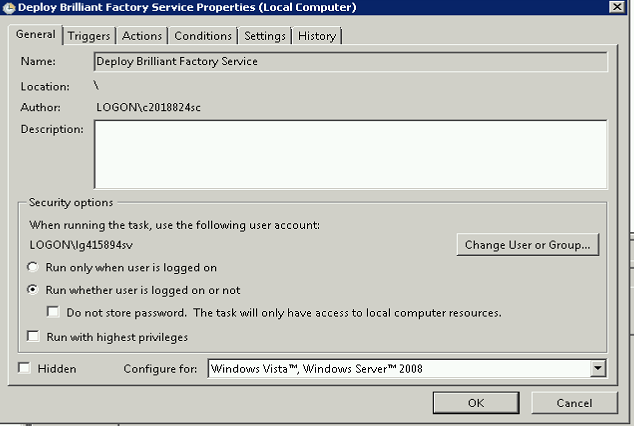 Deploy Brilliant Factory Service Properties (Local Computer)
General Triggers Actions Conditions Settings History
Name: Deploy Brilliant Factory Service
Location: \
Author: LOGON\c2018824sc
Description:
Security options
When running the task, use the following user account:
LOGON\lg415894sv
Change User or Group...
Run only when user is logged on
Run whether user is logged on or not
Do not store password. The task will only have access to local computer resources.
Run with highest privileges
Hidden Configure for: Windows Vista™, Windows Server™ 2008
OK Cancel